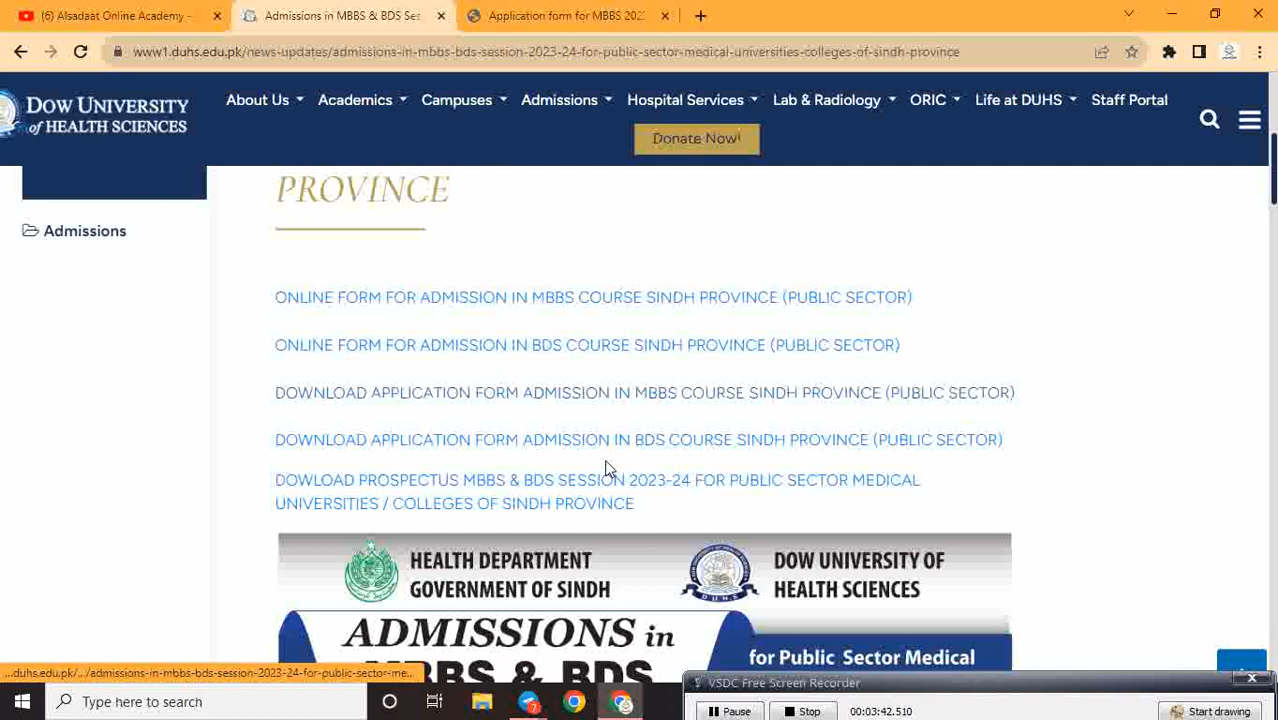 (2) Alsadaat Online Academy -
Admissions in MBBS & BDS Ses
Application form for MBBS 202
www1.duhs.edu.pk/news-updates/admissions-in-mbbs-bds-session-2023-24-for-public-sector-medical-universities-colleges-of-sindh-province
DOW UNIVERSITY
of HEALTH SCIENCES
About Us
Academics
Campuses
Admissions
Hospital Services
Lab & Radiology
ORIC
Life at DUHS
Staff Portal
Donate Now!
PROVINCE
Admissions
ONLINE FORM FOR ADMISSION IN MBBS COURSE SINDH PROVINCE (PUBLIC SECTOR)
ONLINE FORM FOR ADMISSION IN BDS COURSE SINDH PROVINCE (PUBLIC SECTOR)
DOWNLOAD APPLICATION FORM ADMISSION IN MBBS COURSE SINDH PROVINCE (PUBLIC SECTOR)
DOWNLOAD APPLICATION FORM ADMISSION IN BDS COURSE SINDH PROVINCE (PUBLIC SECTOR)
DOWLOAD PROSPECTUS MBBS & BDS SESSION 2023-24 FOR PUBLIC SECTOR MEDICAL
UNIVERSITIES / COLLEGES OF SINDH PROVINCE
HEALTH DEPARTMENT
GOVERNMENT OF SINDH
DOW UNIVERSITY OF
HEALTH SCIENCES
ADMISSIONS in
MBBS & BDS
for Public Sector Medical
...duhs.edu.pk/.../admissions-in-mbbs-bds-session-2023-24-for-public-sector-me...
VSDC Free Screen Recorder
Type here to search
7
Pause
Stop
00:03:42.510
Start drawing